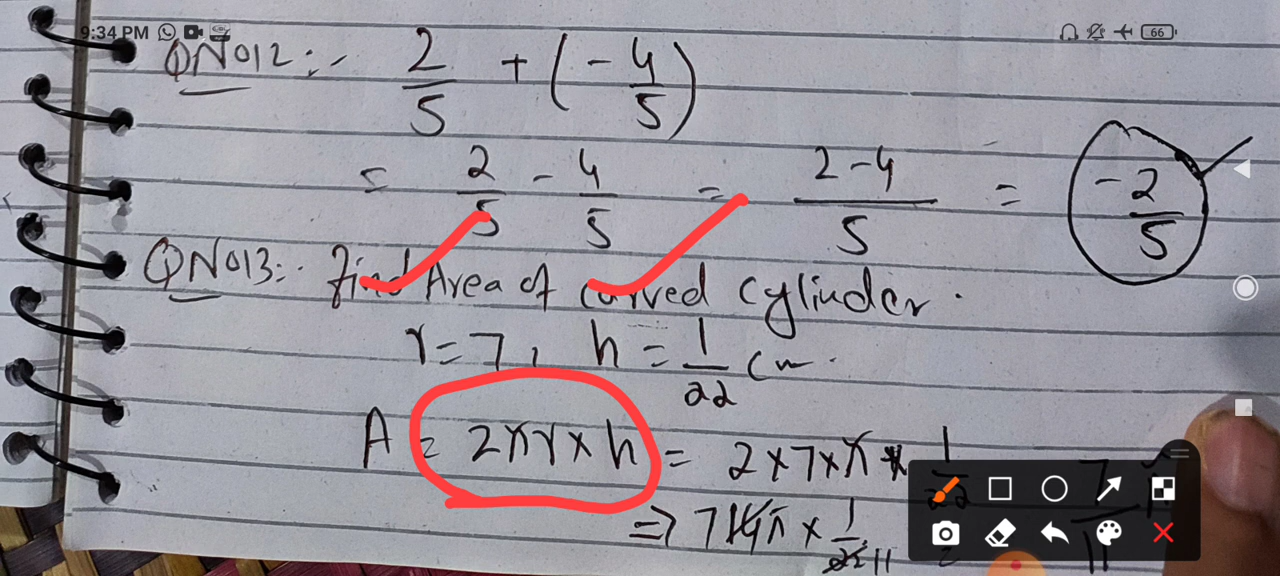 9:34 PM 66
QNO12:- 2/5 + (-4/5)
= 2/5 - 4/5 = 2-4/5 = -2/5
QNO13:- find Area of curved cylinder.
r=7, h=1/22 cm.
A = 2πr×h = 2×7×π× 1/22
=> 7 14π × 1/22 11